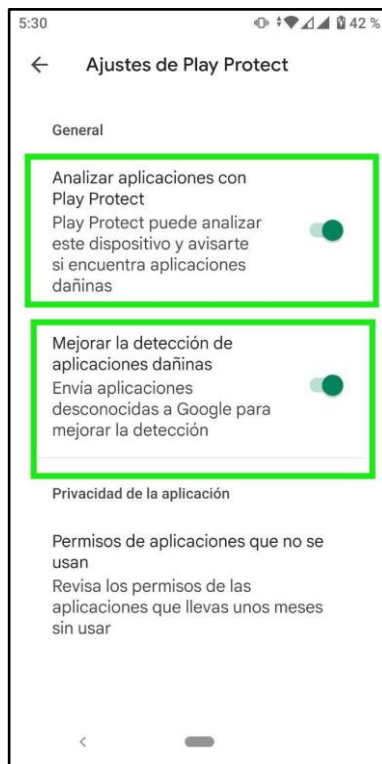 5:30
42 %
Ajustes de Play Protect
General
Analizar aplicaciones con
Play Protect
Play Protect puede analizar
este dispositivo y avisarte
si encuentra aplicaciones
dañinas
Mejorar la detección de
aplicaciones dañinas
Envía aplicaciones
desconocidas a Google para
mejorar la detección
Privacidad de la aplicación
Permisos de aplicaciones que no se
usan
Revisa los permisos de las
aplicaciones que llevas unos meses
sin usar